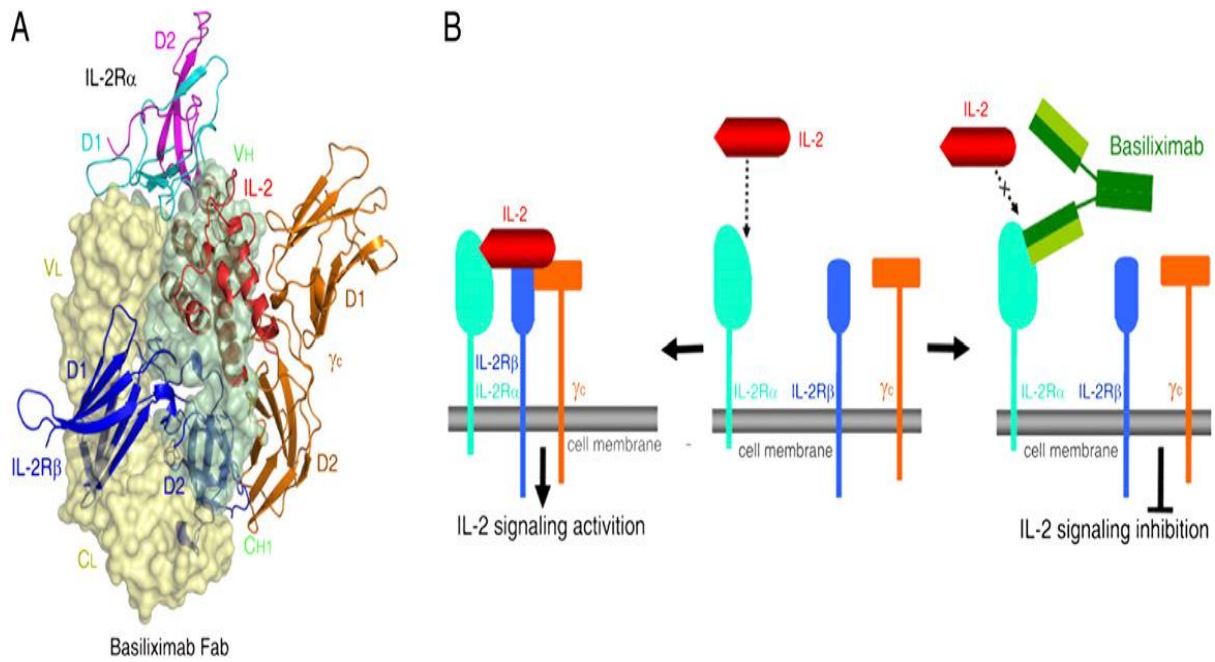 A
D2
IL-2Rα
D1
VH
IL-2
VL
D1
D1
γc
IL-2Rβ
D2
D2
CL
CH1
Basiliximab Fab
B
IL-2
IL-2Rβ
IL-2Rα
γc
cell membrane
IL-2 signaling activition
IL-2
IL-2Rα
IL-2Rβ
γc
cell membrane
IL-2
Basiliximab
×
IL-2Rα
IL-2Rβ
γc
cell membrane
IL-2 signaling inhibition